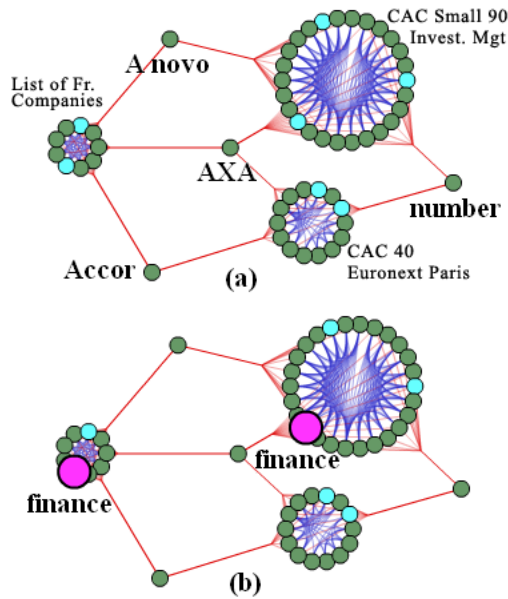 CAC Small 90
Invest. Mgt
A novo
List of Fr.
Companies
AXA
number
Accor
CAC 40
Euronext Paris
(a)
finance
finance
(b)